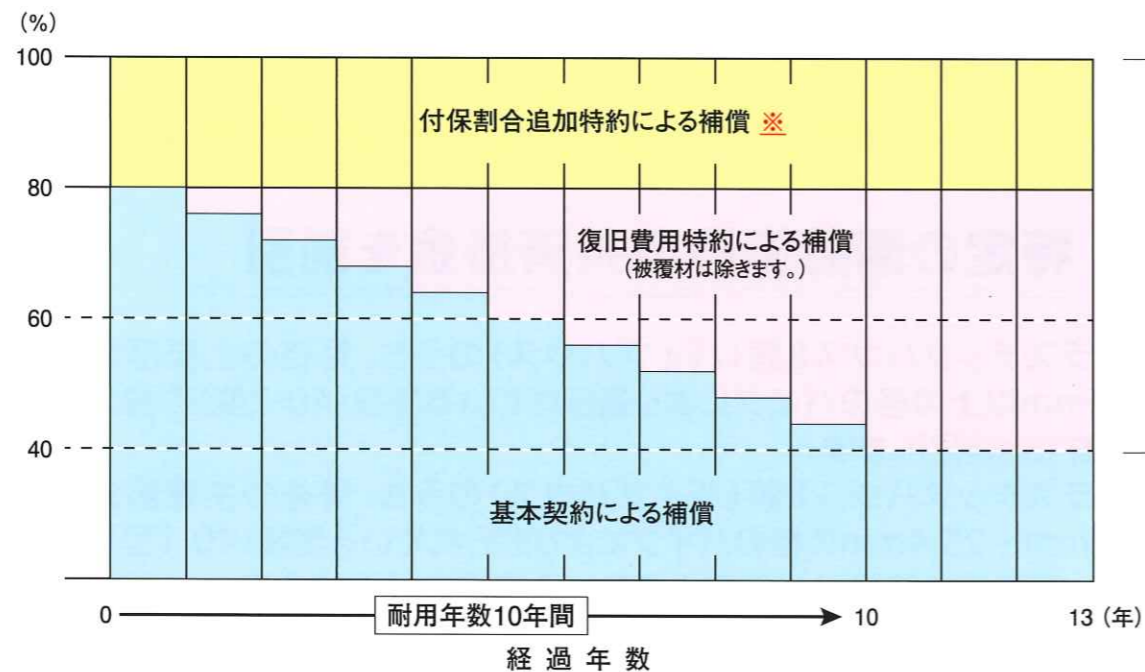 (%)
100
付保割合追加特約による補償 ※
80
復旧費用特約による補償
(被覆材は除きます。)
60
40
基本契約による補償
0 耐用年数10年間 10 13 (年)
経過年数